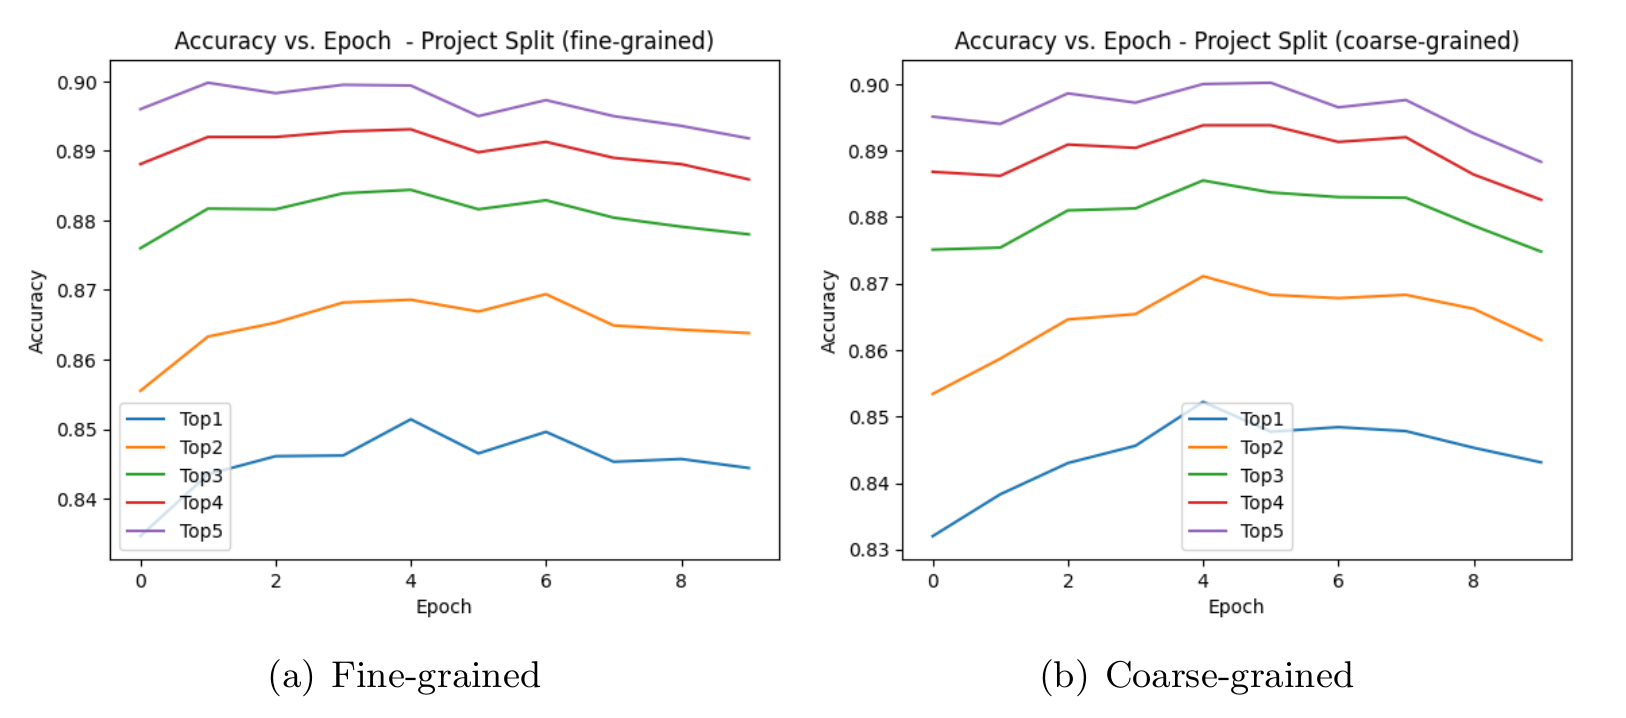 Accuracy vs. Epoch - Project Split (fine-grained)
0.90
0.89
0.88
0.87
0.86
0.85
0.84
Accuracy
Top1
Top2
Top3
Top4
Top5
0 2 4 6 8
Epoch
(a) Fine-grained
Accuracy vs. Epoch - Project Split (coarse-grained)
0.90
0.89
0.88
0.87
0.86
0.85
0.84
0.83
Accuracy
Top1
Top2
Top3
Top4
Top5
0 2 4 6 8
Epoch
(b) Coarse-grained